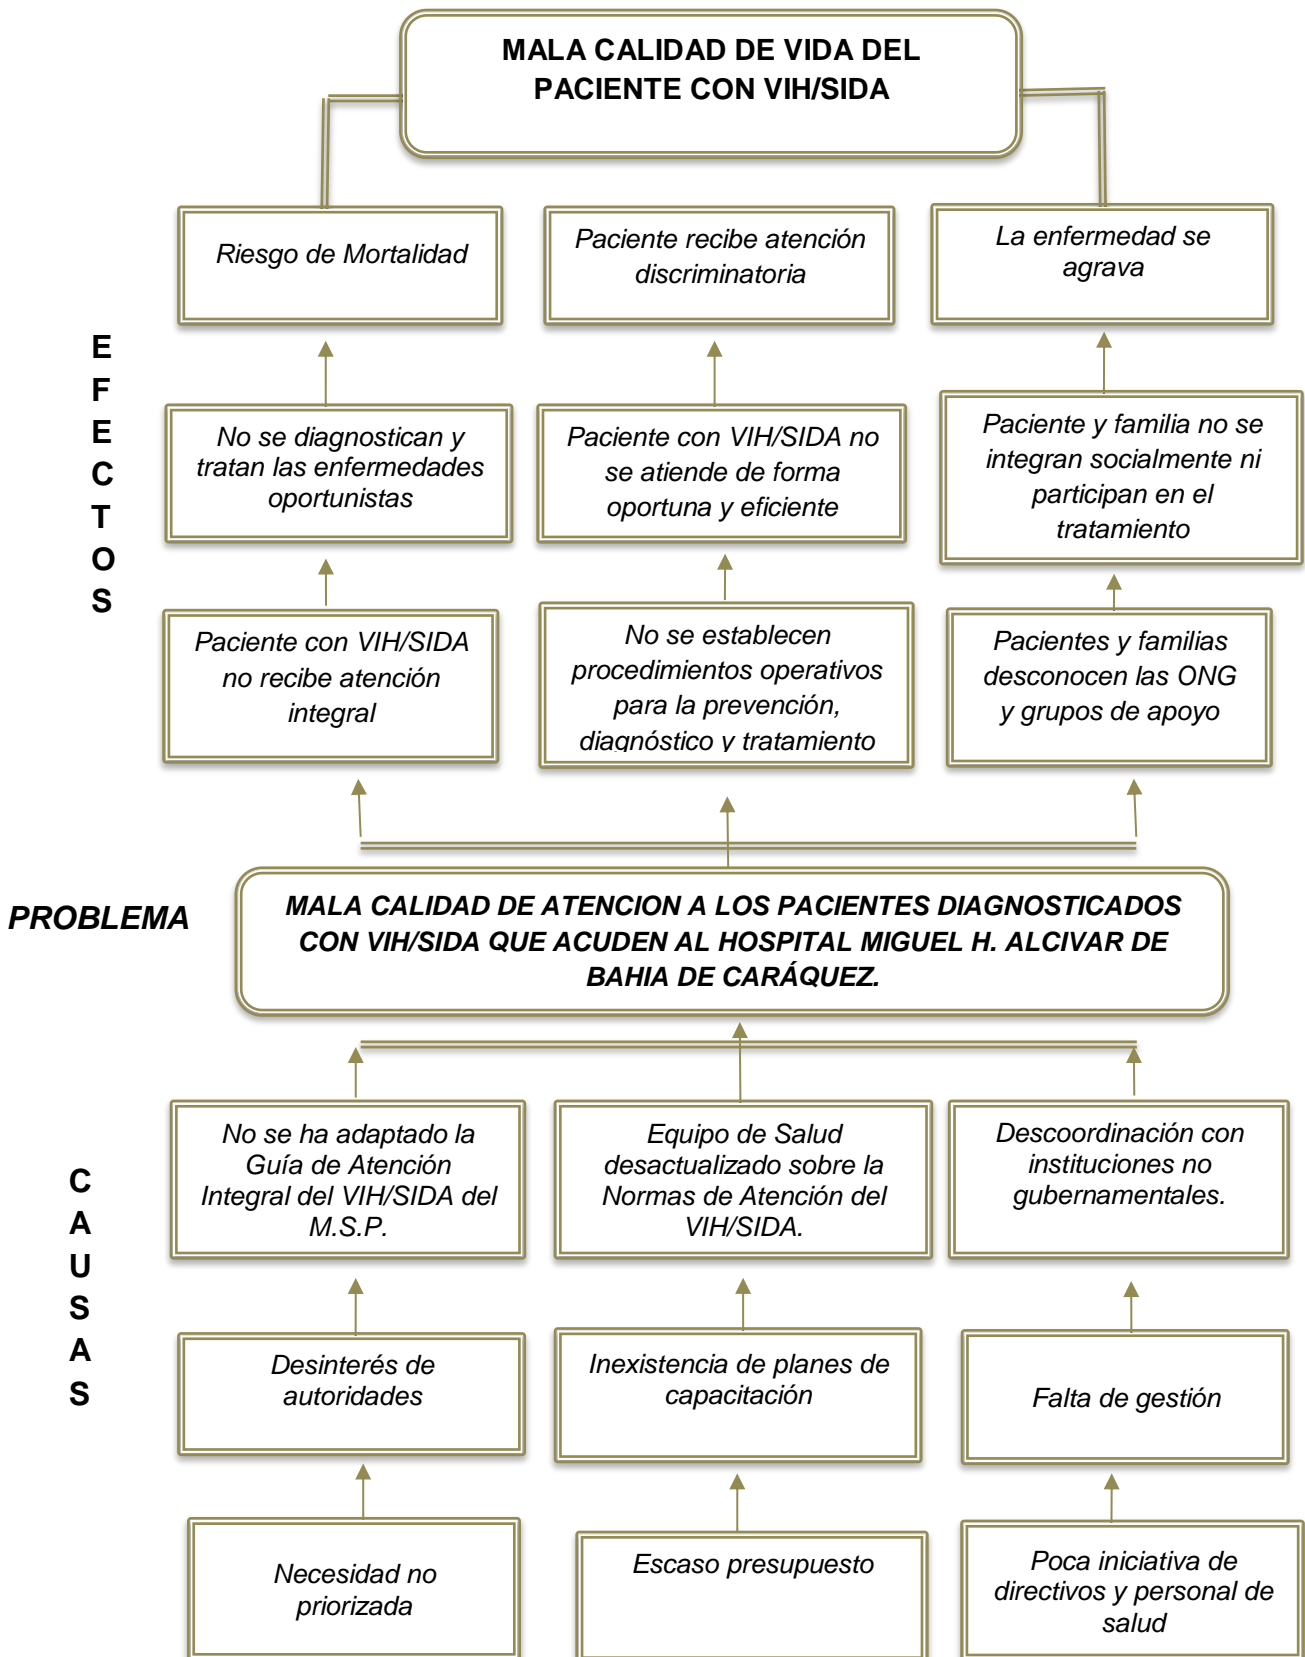 MALA CALIDAD DE VIDA DEL
PACIENTE CON VIH/SIDA
Riesgo de Mortalidad
Paciente recibe atención
discriminatoria
La enfermedad se
agrava
E
F
E
C
T
O
S
No se diagnostican y
tratan las enfermedades
oportunistas
Paciente con VIH/SIDA no
se atiende de forma
oportuna y eficiente
Paciente y familia no se
integran socialmente ni
participan en el
tratamiento
Paciente con VIH/SIDA
no recibe atención
integral
No se establecen
procedimientos operativos
para la prevención,
diagnóstico y tratamiento
Pacientes y familias
desconocen las ONG
y grupos de apoyo
PROBLEMA
MALA CALIDAD DE ATENCION A LOS PACIENTES DIAGNOSTICADOS
CON VIH/SIDA QUE ACUDEN AL HOSPITAL MIGUEL H. ALCIVAR DE
BAHIA DE CARÁQUEZ.
C
A
U
S
A
S
No se ha adaptado la
Guía de Atención
Integral del VIH/SIDA del
M.S.P.
Equipo de Salud
desactualizado sobre la
Normas de Atención del
VIH/SIDA.
Descoordinación con
instituciones no
gubernamentales.
Desinterés de
autoridades
Inexistencia de planes de
capacitación
Falta de gestión
Necesidad no
priorizada
Escaso presupuesto
Poca iniciativa de
directivos y personal de
salud